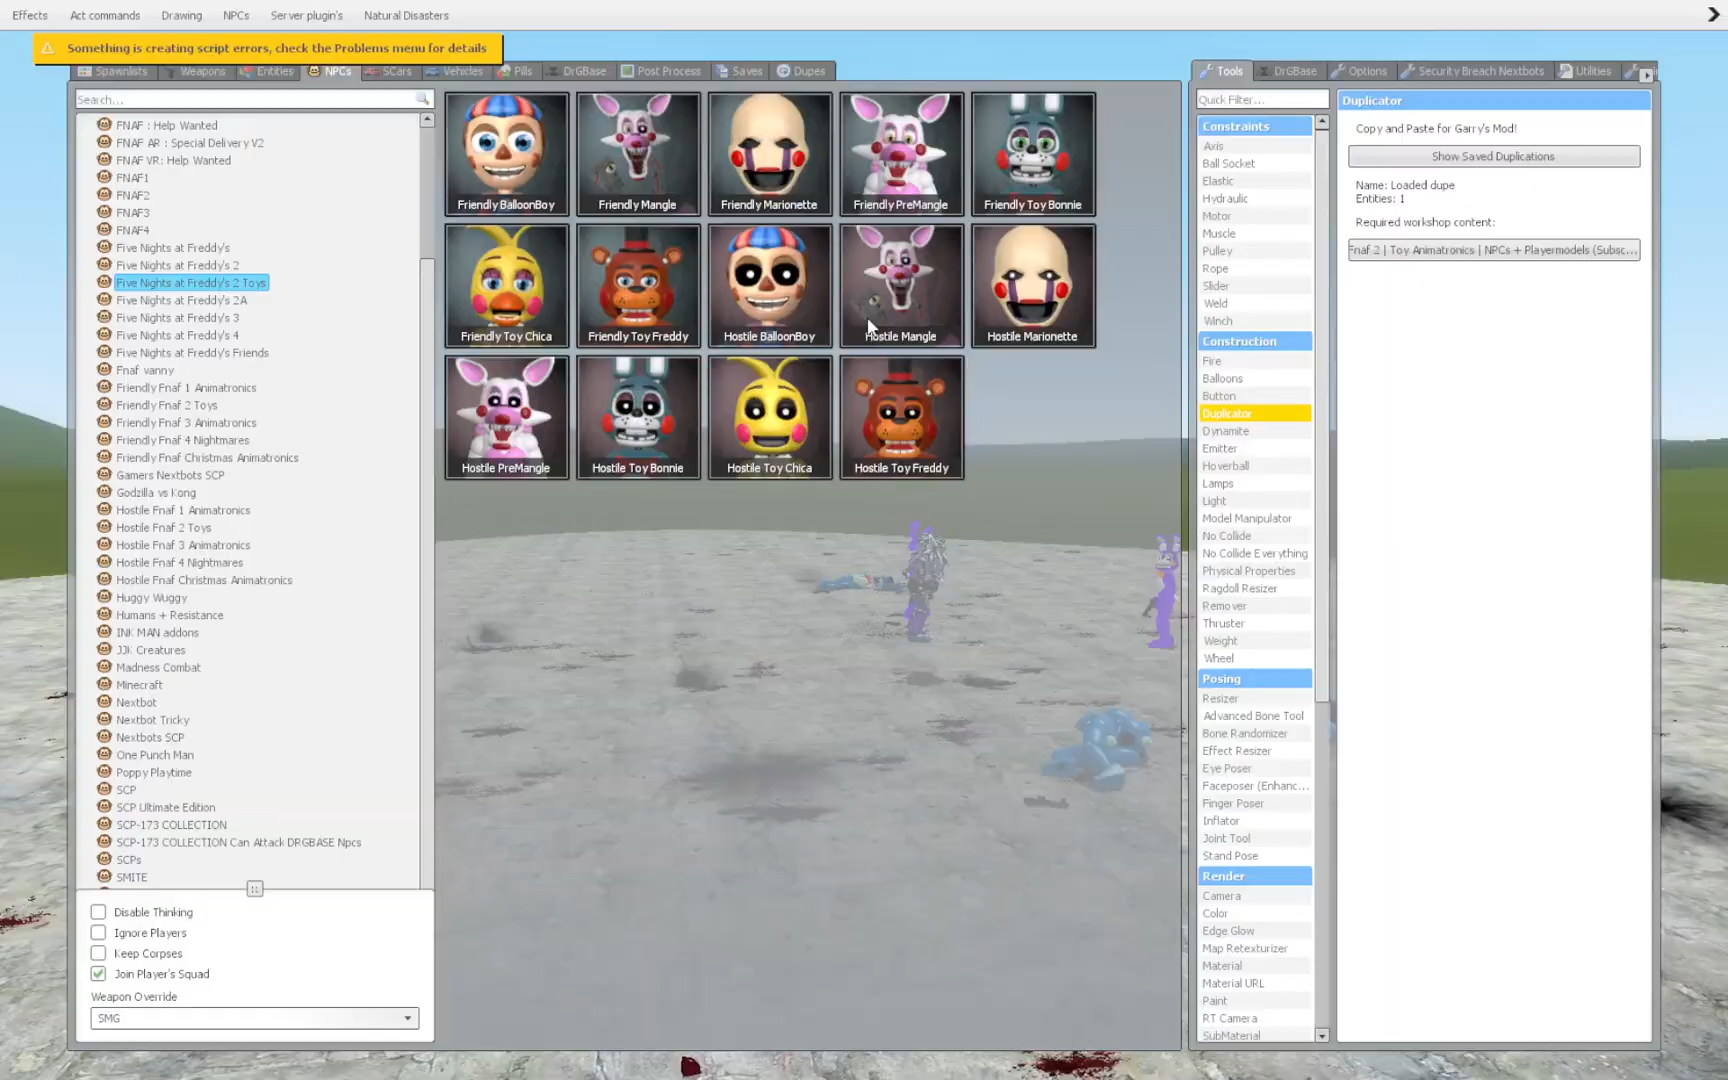 Effects Act commands Drawing NPCs Server plugin's Natural Disasters
Something is creating script errors, check the Problems menu for details
Spawnlists Weapons Entities NPCs SCars Vehicles Pills DrGBase Post Process Saves Dupes
Search...
FNAF : Help Wanted
FNAF AR : Special Delivery V2
FNAF VR: Help Wanted
FNAF1
FNAF2
FNAF3
FNAF4
Five Nights at Freddy's
Five Nights at Freddy's 2
Five Nights at Freddy's 2 Toys
Five Nights at Freddy's 2A
Five Nights at Freddy's 3
Five Nights at Freddy's 4
Five Nights at Freddy's Friends
Fnaf vanny
Friendly Fnaf 1 Animatronics
Friendly Fnaf 2 Toys
Friendly Fnaf 3 Animatronics
Friendly Fnaf 4 Nightmares
Friendly Fnaf Christmas Animatronics
Gamers Nextbots SCP
Godzilla vs Kong
Hostile Fnaf 1 Animatronics
Hostile Fnaf 2 Toys
Hostile Fnaf 3 Animatronics
Hostile Fnaf 4 Nightmares
Hostile Fnaf Christmas Animatronics
Huggy Wuggy
Humans + Resistance
INK MAN addons
JJK Creatures
Madness Combat
Minecraft
Nextbot
Nextbot Tricky
Nextbots SCP
One Punch Man
Poppy Playtime
SCP
SCP Ultimate Edition
SCP-173 COLLECTION
SCP-173 COLLECTION Can Attack DRGBASE Npcs
SCPs
SMITE
Disable Thinking
Ignore Players
Keep Corpses
Join Player's Squad
Weapon Override
SMG
Friendly BalloonBoy Friendly Mangle Friendly Marionette Friendly PreMangle Friendly Toy Bonnie
Friendly Toy Chica Friendly Toy Freddy Hostile BalloonBoy Hostile Mangle Hostile Marionette
Hostile PreMangle Hostile Toy Bonnie Hostile Toy Chica Hostile Toy Freddy
Tools DrGBase Options Security Breach Nextbots Utilities
Quick Filter...
Constraints
Axis
Ball Socket
Elastic
Hydraulic
Motor
Muscle
Pulley
Rope
Slider
Weld
Winch
Construction
Fire
Balloons
Button
Duplicator
Dynamite
Emitter
Hoverball
Lamps
Light
Model Manipulator
No Collide
No Collide Everything
Physical Properties
Ragdoll Resizer
Remover
Thruster
Weight
Wheel
Posing
Resizer
Advanced Bone Tool
Bone Randomizer
Effect Resizer
Eye Poser
Faceposer (Enhanc...
Finger Poser
Inflator
Joint Tool
Stand Pose
Render
Camera
Color
Edge Glow
Map Retexturizer
Material
Material URL
Paint
RT Camera
SubMaterial
Duplicator
Copy and Paste for Garry's Mod!
Show Saved Duplications
Name: Loaded dupe
Entities: 1
Required workshop content:
Fnaf 2 | Toy Animatronics | NPCs + Playermodels (Subsc...